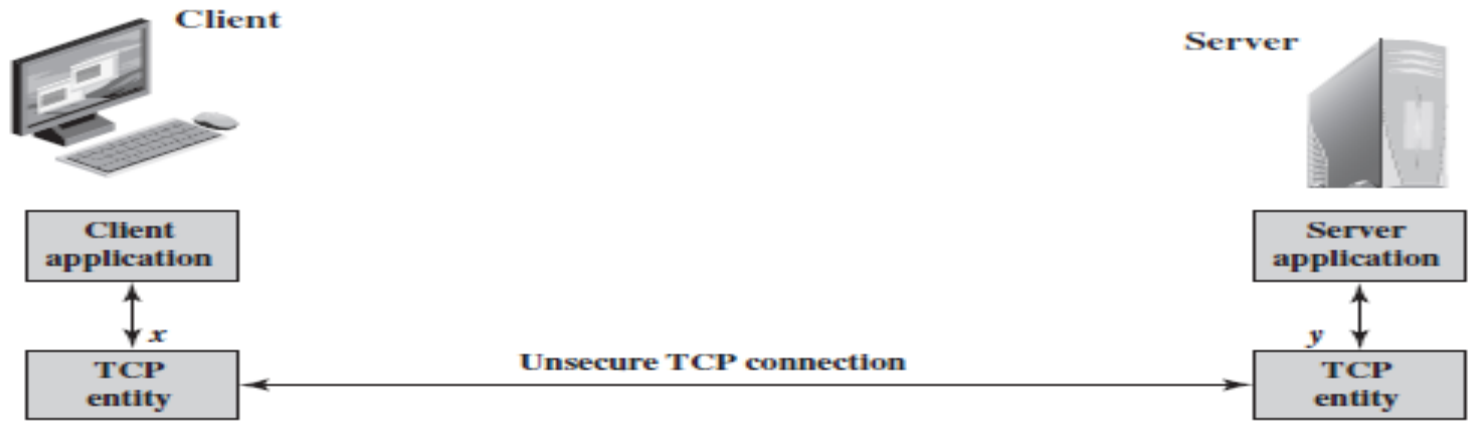 Client
Server
Client
application
Server
application
x
y
TCP
entity
Unsecure TCP connection
TCP
entity